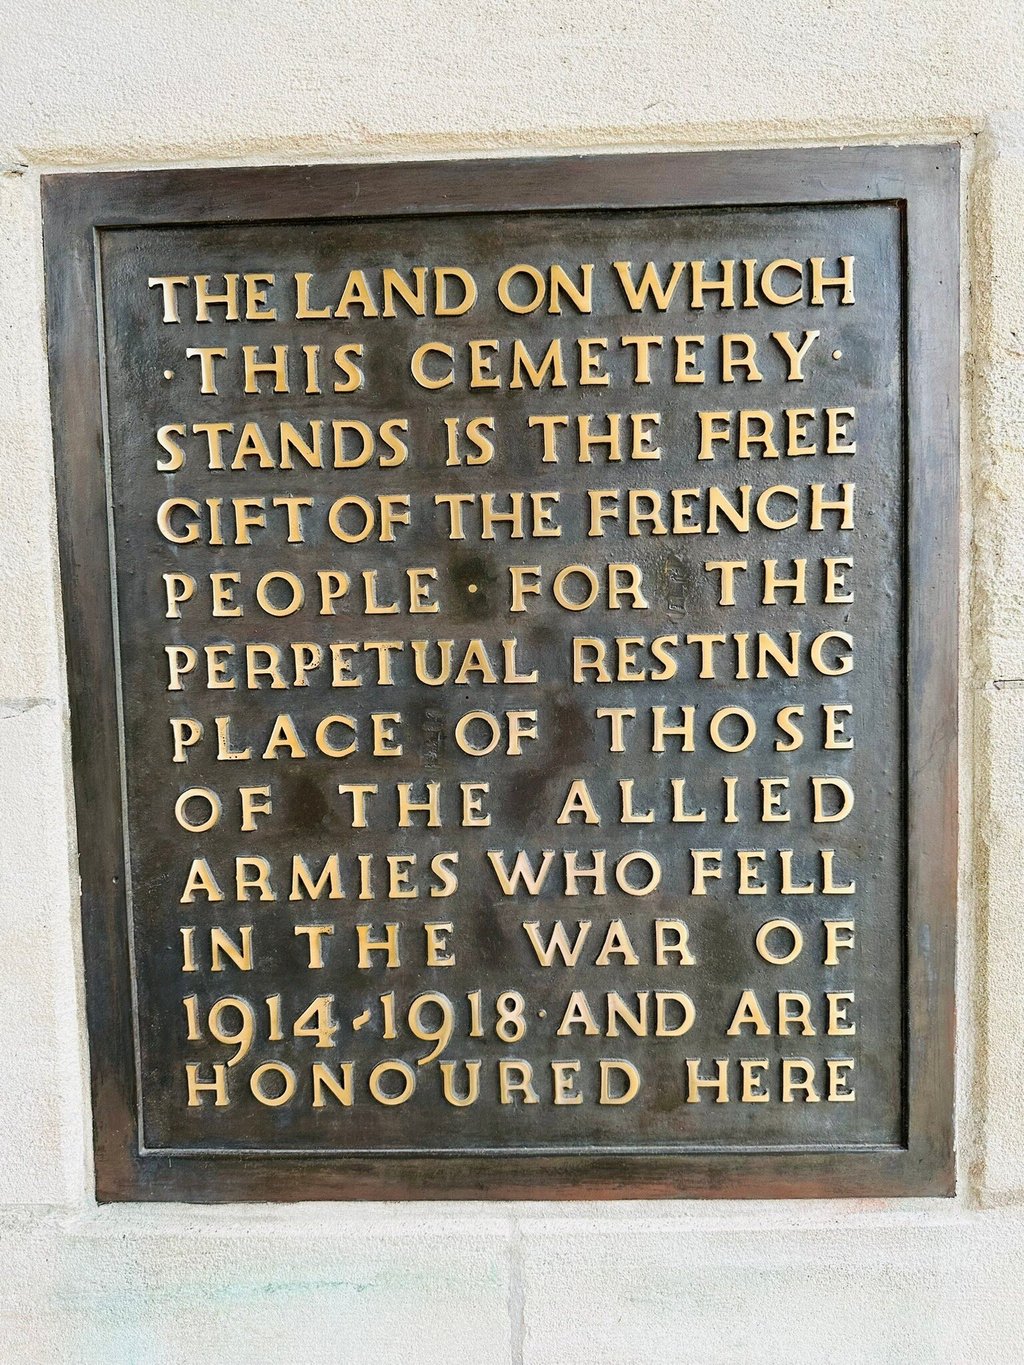 THE LAND ON WHICH
· THIS CEMETERY ·
STANDS IS THE FREE
GIFT OF THE FRENCH
PEOPLE · FOR THE
PERPETUAL RESTING
PLACE OF THOSE
OF THE ALLIED
ARMIES WHO FELL
IN THE WAR OF
1914-1918 · AND ARE
HONOURED HERE